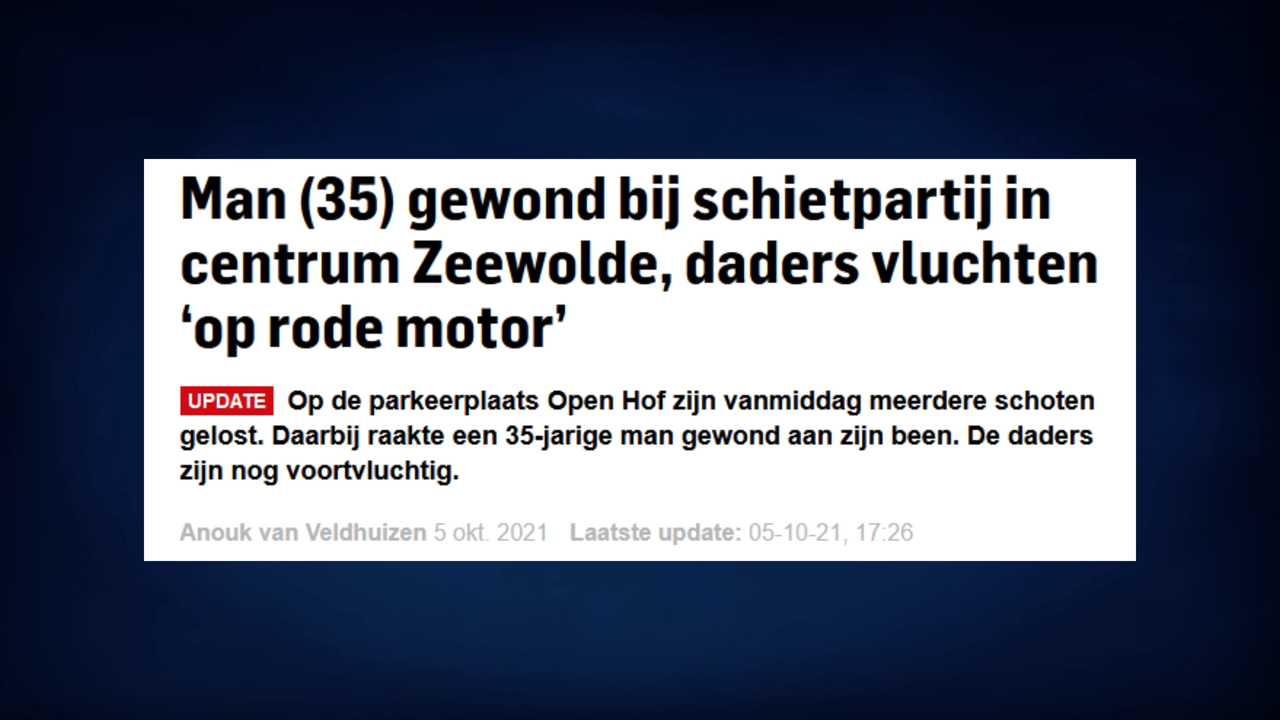 Man (35) gewond bij schietpartij in
centrum Zeewolde, daders vluchten
‘op rode motor’
UPDATE Op de parkeerplaats Open Hof zijn vanmiddag meerdere schoten
gelost. Daarbij raakte een 35-jarige man gewond aan zijn been. De daders
zijn nog voortvluchtig.
Anouk van Veldhuizen 5 okt. 2021 Laatste update: 05-10-21, 17:26